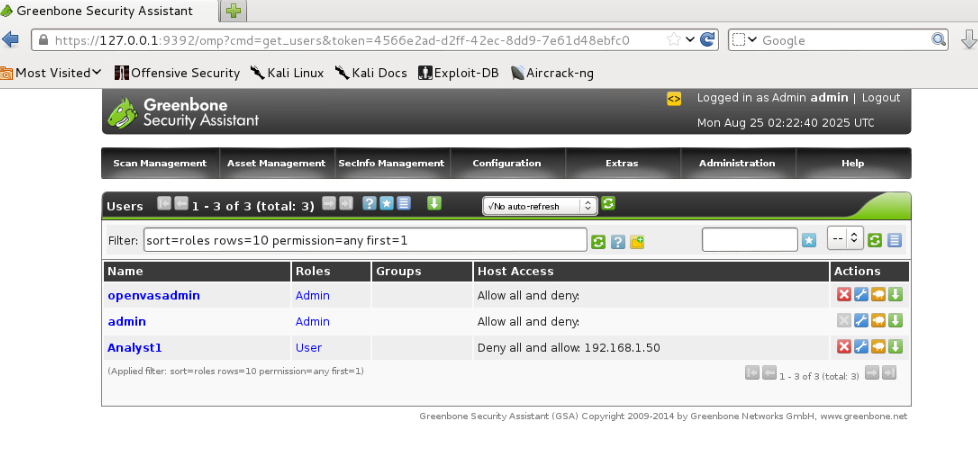 Greenbone Security Assistant
https://127.0.0.1:9392/omp?cmd=get_users&token=4566e2ad-d2ff-42ec-8dd9-7e61d48ebfc0 Google
Most Visited Offensive Security Kali Linux Kali Docs Exploit-DB Aircrack-ng
Greenbone
Security Assistant
<> Logged in as Admin admin | Logout
Mon Aug 25 02:22:40 2025 UTC
Scan Management Asset Management SecInfo Management Configuration Extras Administration Help
Users 1 - 3 of 3 (total: 3) ? √No auto-refresh
Filter: sort=roles rows=10 permission=any first=1 ? --
Name Roles Groups Host Access Actions
openvasadmin Admin Allow all and deny:
admin Admin Allow all and deny:
Analyst1 User Deny all and allow: 192.168.1.50
(Applied filter: sort=roles rows=10 permission=any first=1) 1 - 3 of 3 (total: 3)
Greenbone Security Assistant (GSA) Copyright 2009-2014 by Greenbone Networks GmbH, www.greenbone.net